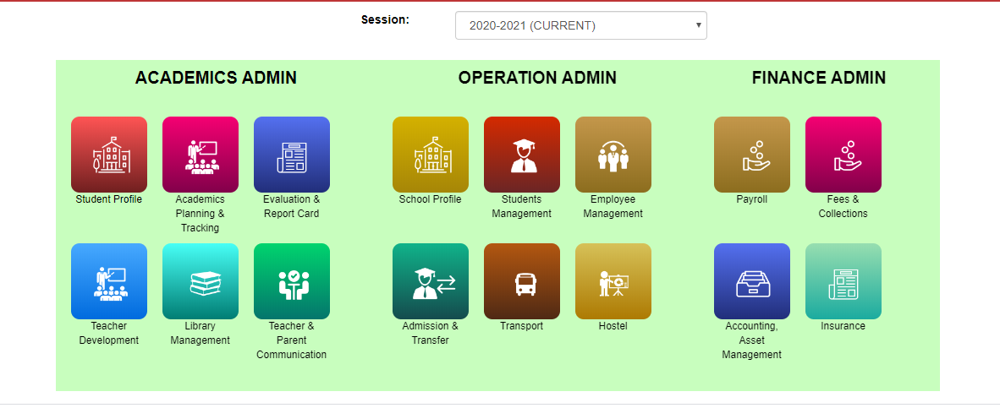 Session:
2020-2021 (CURRENT)
ACADEMICS ADMIN
Student Profile
Academics
Planning &
Tracking
Evaluation &
Report Card
Teacher
Development
Library
Management
Teacher &
Parent
Communication
OPERATION ADMIN
School Profile
Students
Management
Employee
Management
Admission &
Transfer
Transport
Hostel
FINANCE ADMIN
Payroll
Fees &
Collections
Accounting,
Asset
Management
Insurance